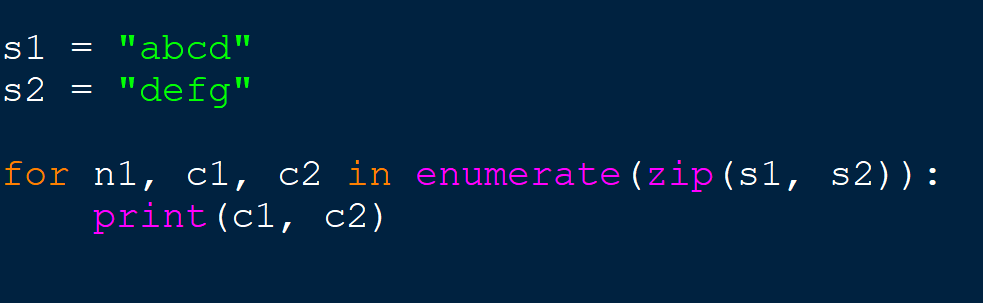 s1 = "abcd"
s2 = "defg"
for n1, c1, c2 in enumerate(zip(s1, s2)):
    print(c1, c2)